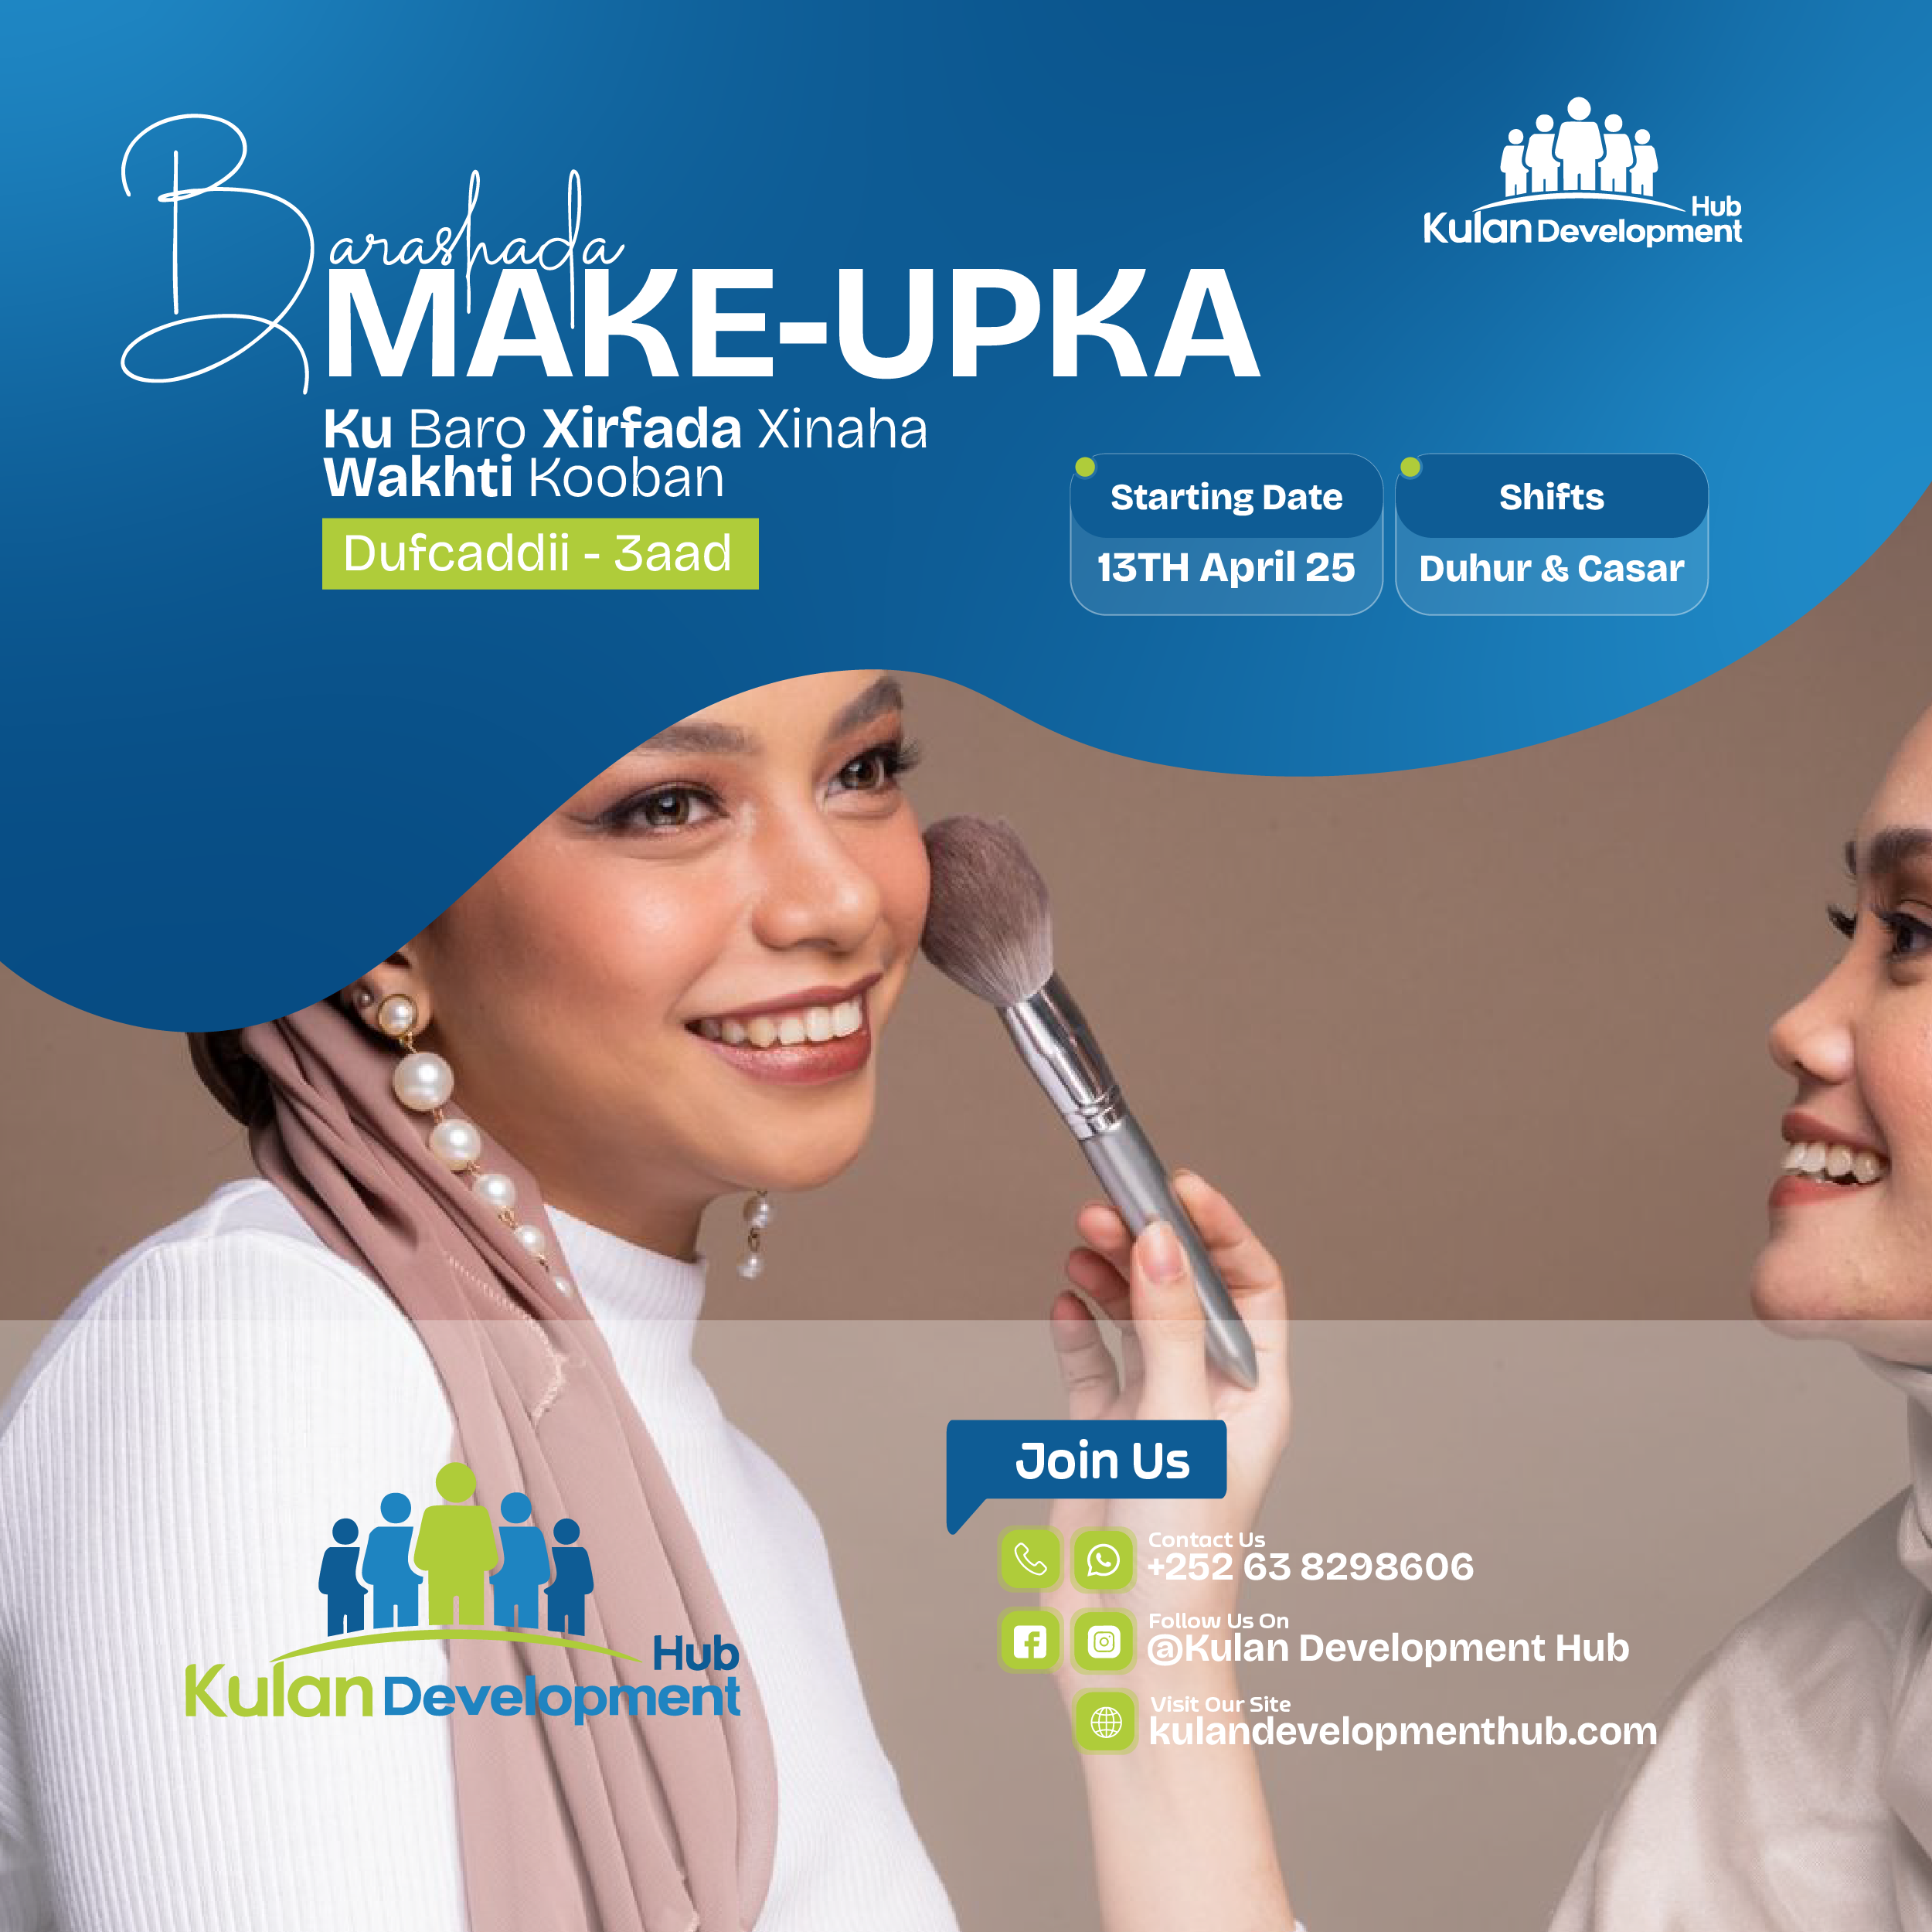 Barashada
MAKE-UPKA
Ku Baro Xirfada Xinaha
Wakhti Kooban
Dufcaddii - 3aad
Hub
Kulan Development
Starting Date
13TH April 25
Shifts
Duhur & Casar
Hub
Kulan Development
Join Us
Contact Us
+252 63 8298606
Follow Us On
@Kulan Development Hub
Visit Our Site
kulandevelopmenthub.com